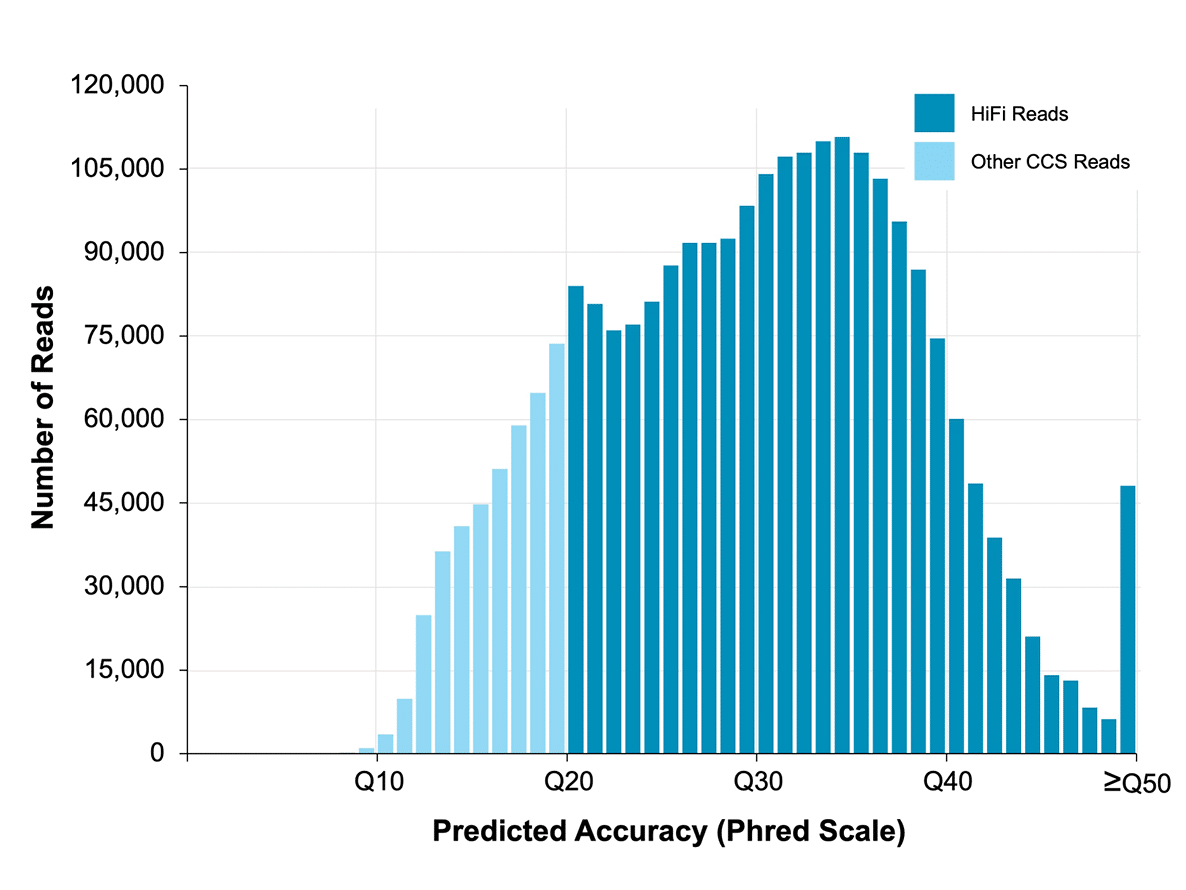 120,000
105,000
90,000
75,000
60,000
45,000
30,000
15,000
0
Number of Reads
HiFi Reads
Other CCS Reads
Q10 Q20 Q30 Q40 ≥Q50
Predicted Accuracy (Phred Scale)